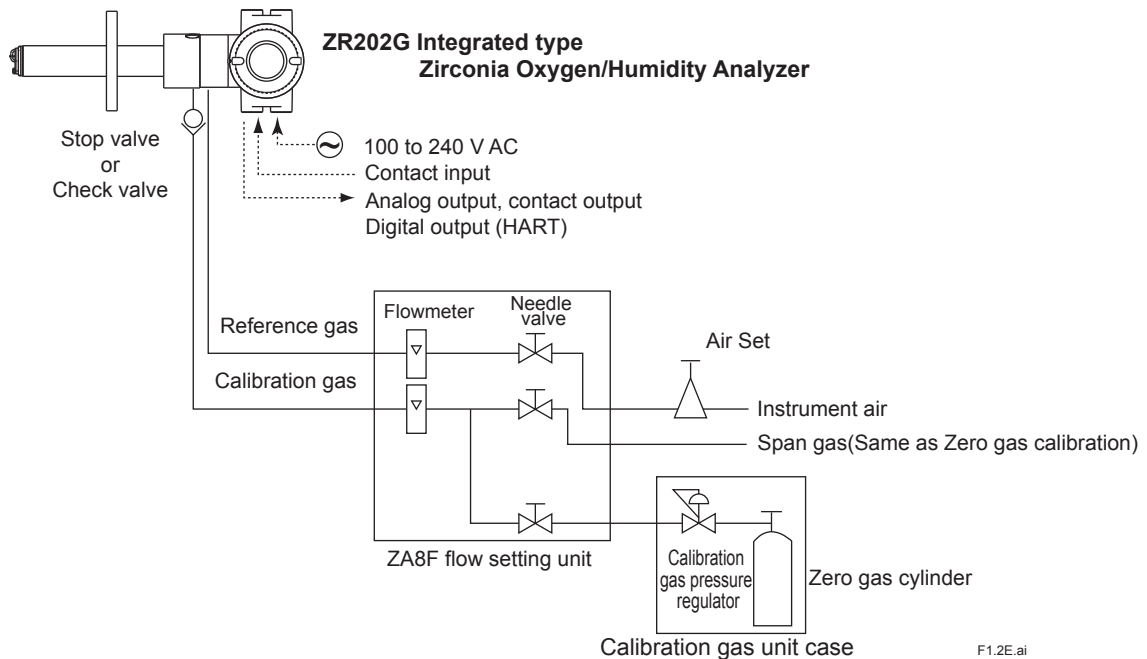 ZR202G Integrated type
Zirconia Oxygen/Humidity Analyzer
Stop valve
or
Check valve
100 to 240 V AC
Contact input
Analog output, contact output
Digital output (HART)
Reference gas
Flowmeter
Needle
valve
Air Set
Calibration gas
Instrument air
Span gas(Same as Zero gas calibration)
ZA8F flow setting unit
Calibration
gas pressure
regulator
Zero gas cylinder
Calibration gas unit case
F1.2E.ai